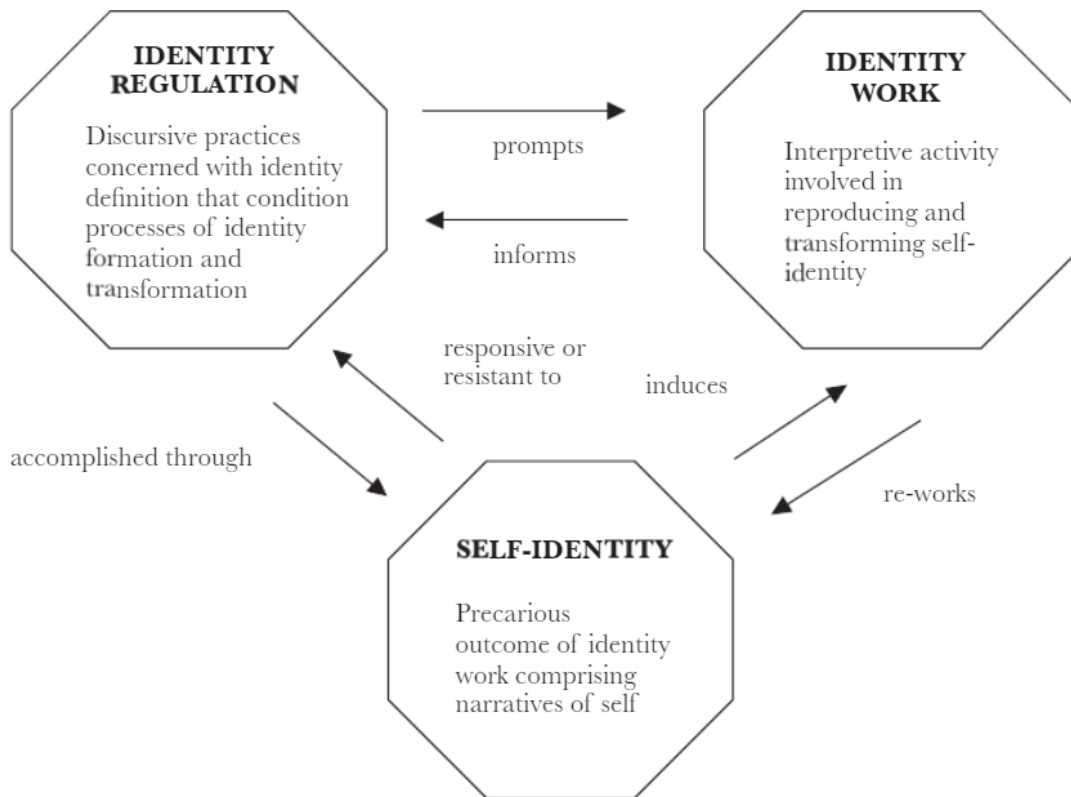 IDENTITY
REGULATION
Discursive practices
concerned with identity
definition that condition
processes of identity
formation and
transformation
prompts
informs
IDENTITY
WORK
Interpretive activity
involved in
reproducing and
transforming self-
identity
responsive or
resistant to
induces
accomplished through
re-works
SELF-IDENTITY
Precarious
outcome of identity
work comprising
narratives of self